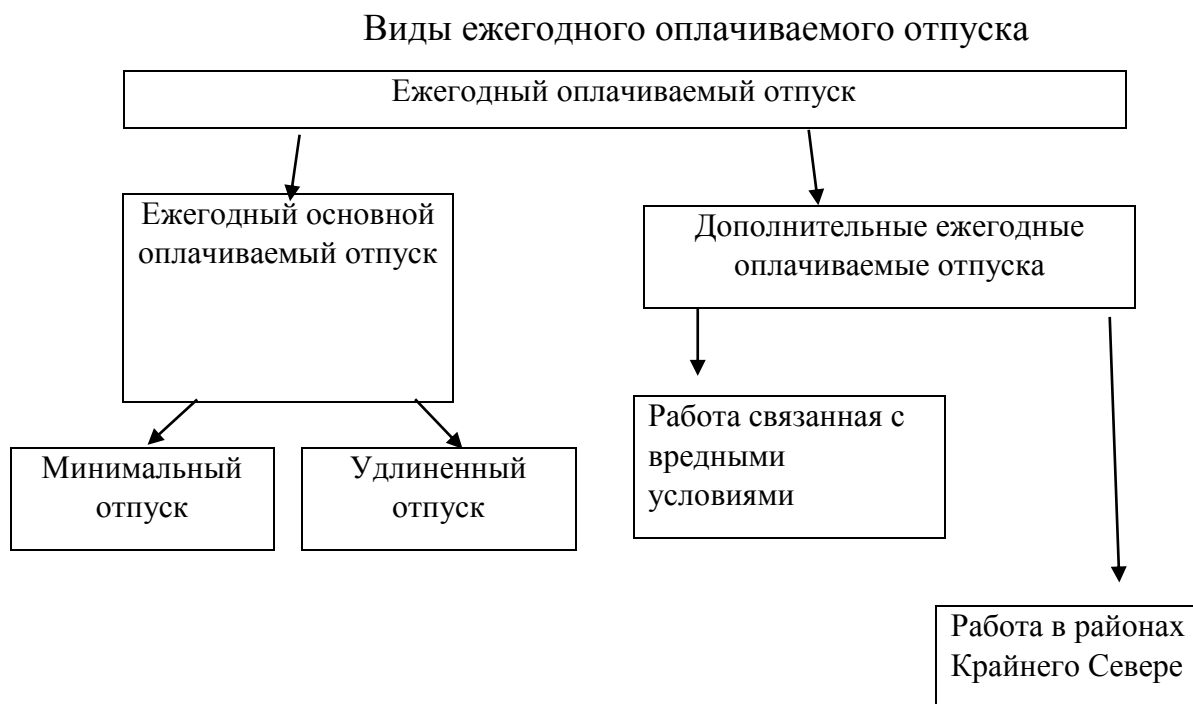 Виды ежегодного оплачиваемого отпуска
Ежегодный оплачиваемый отпуск
Ежегодный основной
оплачиваемый отпуск
Дополнительные ежегодные
оплачиваемые отпуска
Минимальный
отпуск
Удлиненный
отпуск
Работа связанная с
вредными
условиями
Работа в районах
Крайнего Севере